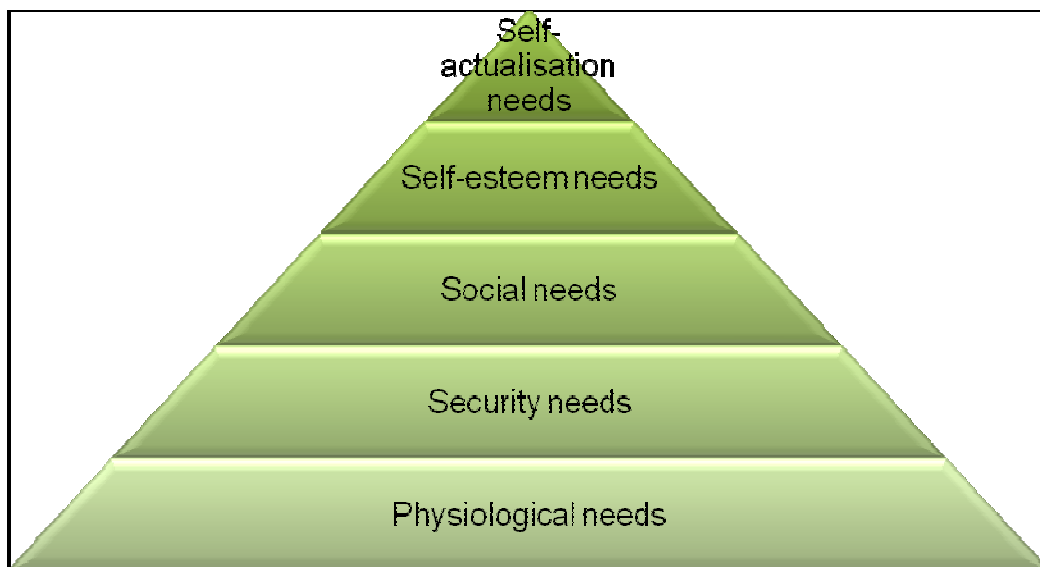 Self-
actualisation
needs
Self-esteem needs
Social needs
Security needs
Physiological needs